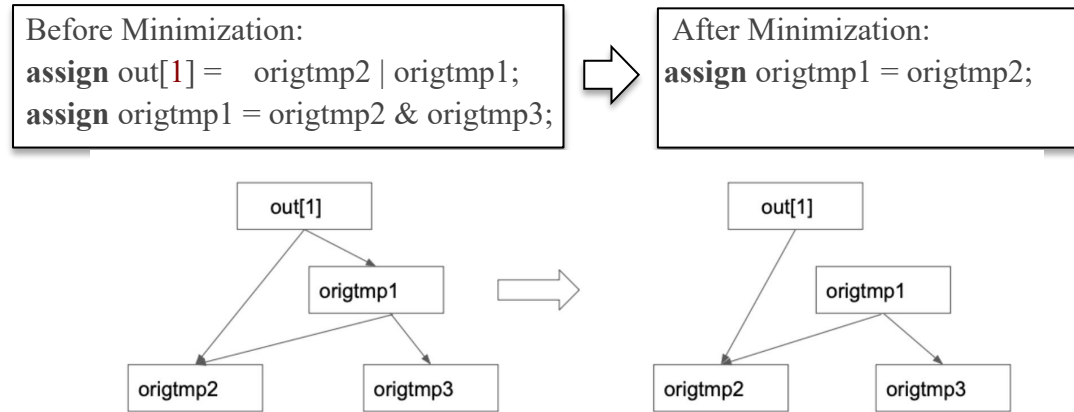 Before Minimization:
assign out[1] = origtmp2 | origtmp1;
assign origtmp1 = origtmp2 & origtmp3;
After Minimization:
assign origtmp1 = origtmp2;
out[1]
origtmp1
origtmp2
origtmp3
out[1]
origtmp1
origtmp2
origtmp3